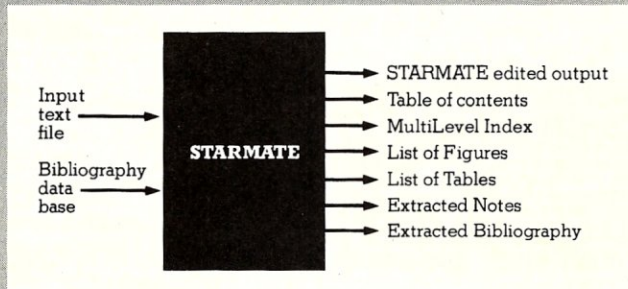 Input
text
file
Bibliography
data
base
STARMATE
STARMATE edited output
Table of contents
MultiLevel Index
List of Figures
List of Tables
Extracted Notes
Extracted Bibliography